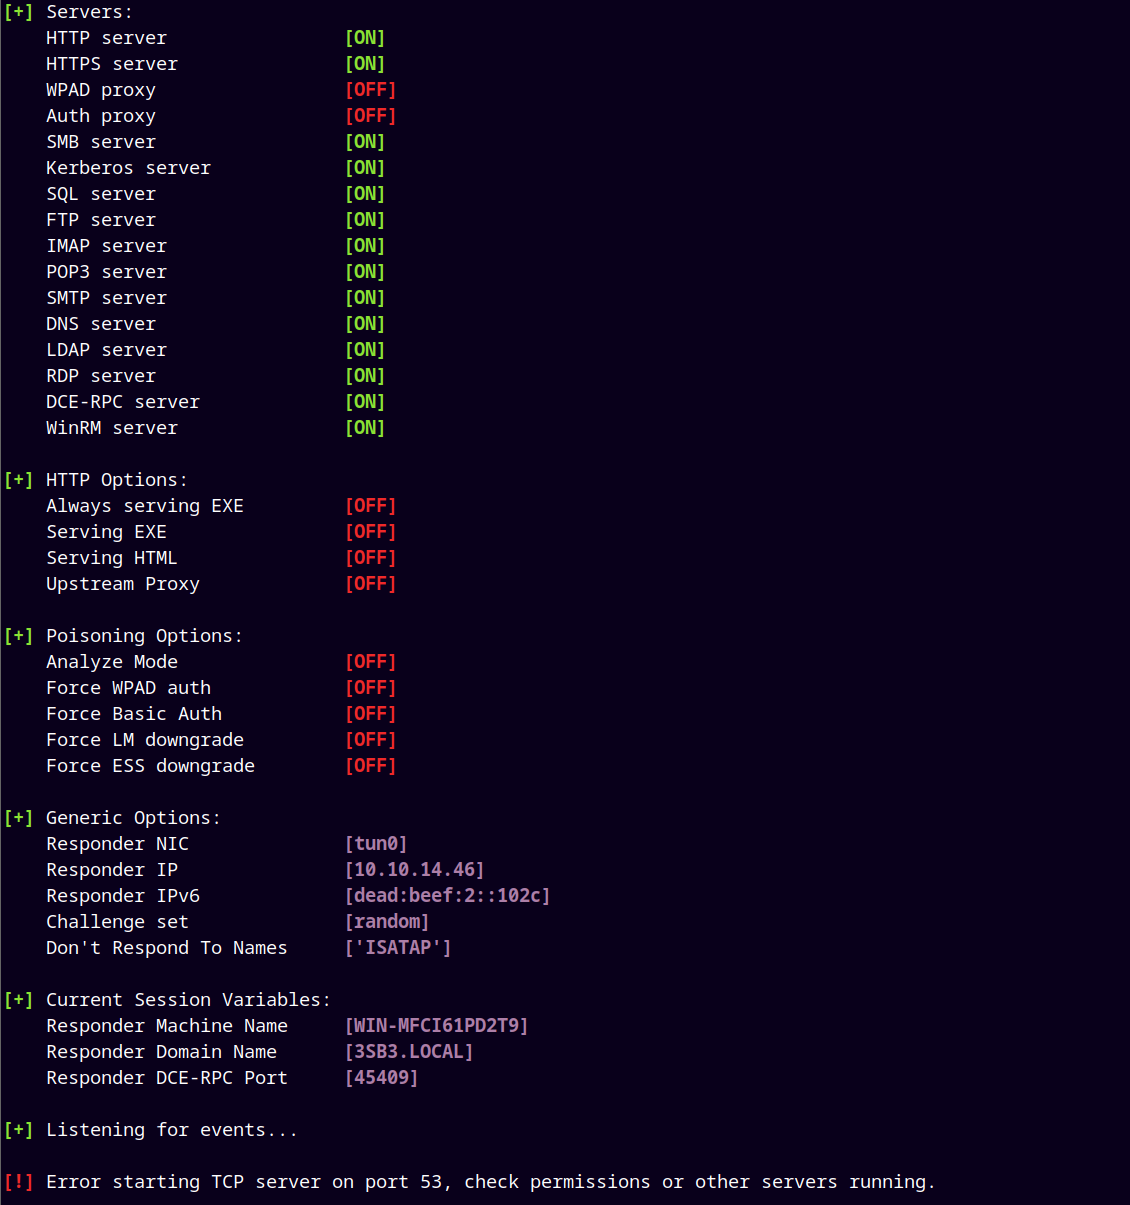 [+] Servers:
HTTP server [ON]
HTTPS server [ON]
WPAD proxy [OFF]
Auth proxy [OFF]
SMB server [ON]
Kerberos server [ON]
SQL server [ON]
FTP server [ON]
IMAP server [ON]
POP3 server [ON]
SMTP server [ON]
DNS server [ON]
LDAP server [ON]
RDP server [ON]
DCE-RPC server [ON]
WinRM server [ON]
[+] HTTP Options:
Always serving EXE [OFF]
Serving EXE [OFF]
Serving HTML [OFF]
Upstream Proxy [OFF]
[+] Poisoning Options:
Analyze Mode [OFF]
Force WPAD auth [OFF]
Force Basic Auth [OFF]
Force LM downgrade [OFF]
Force ESS downgrade [OFF]
[+] Generic Options:
Responder NIC [tun0]
Responder IP [10.10.14.46]
Responder IPv6 [dead:beef:2::102c]
Challenge set [random]
Don't Respond To Names ['ISATAP']
[+] Current Session Variables:
Responder Machine Name [WIN-MFCI61PD2T9]
Responder Domain Name [3SB3.LOCAL]
Responder DCE-RPC Port [45409]
[+] Listening for events...
[!] Error starting TCP server on port 53, check permissions or other servers running.